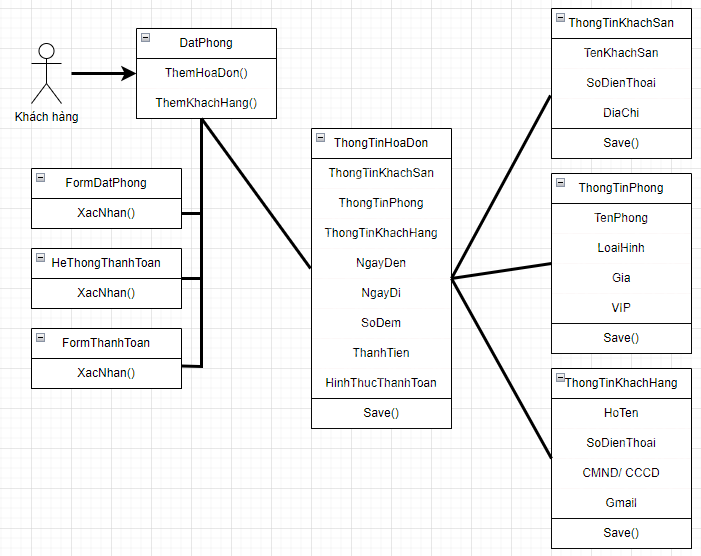 Khách hàng
DatPhong
ThemHoaDon()
ThemKhachHang()
FormDatPhong
XacNhan()
HeThongThanhToan
XacNhan()
FormThanhToan
XacNhan()
ThongTinHoaDon
ThongTinKhachSan
ThongTinPhong
ThongTinKhachHang
NgayDen
NgayDi
SoDem
ThanhTien
HinhThucThanhToan
Save()
ThongTinKhachSan
TenKhachSan
SoDienThoai
DiaChi
Save()
ThongTinPhong
TenPhong
LoaiHinh
Gia
VIP
Save()
ThongTinKhachHang
HoTen
SoDienThoai
CMND/ CCCD
Gmail
Save()